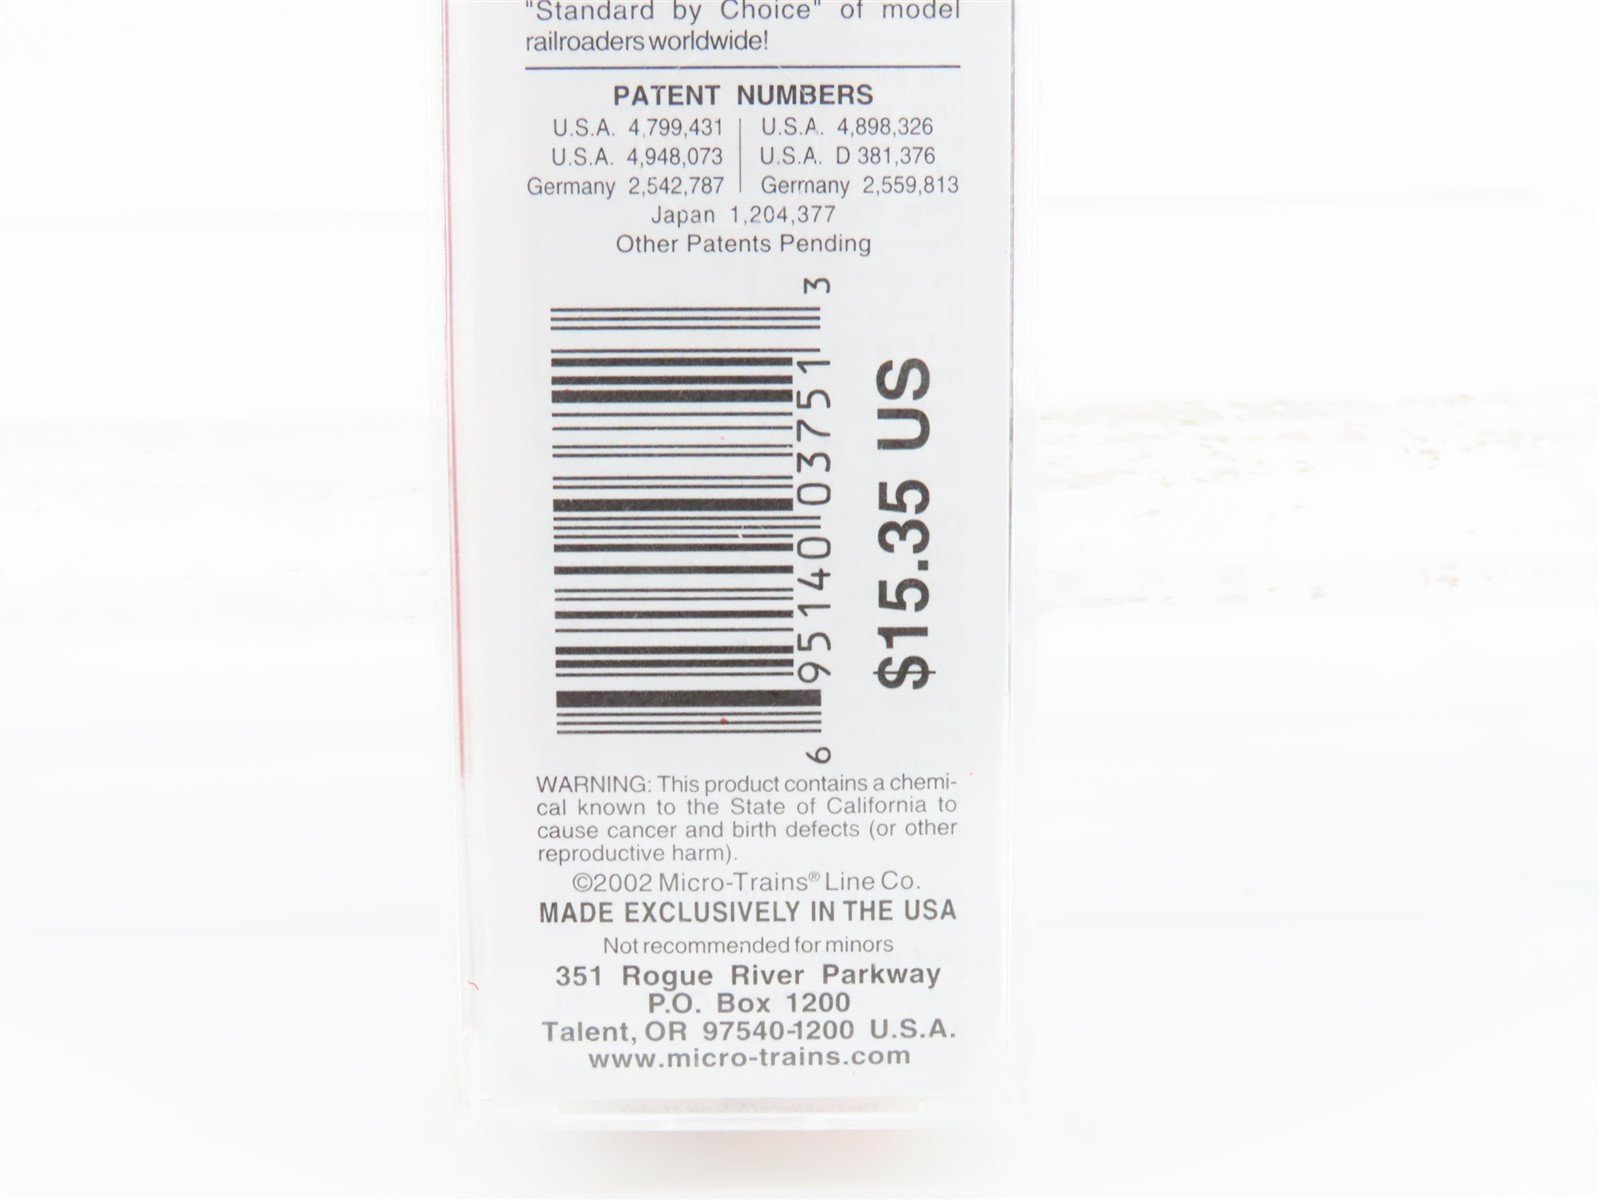 "Standard by Choice" of model
railroaders worldwide!
PATENT NUMBERS
U.S.A. 4,799,431 | U.S.A. 4,898,326
U.S.A. 4,948,073 | U.S.A. D 381,376
Germany 2,542,787 | Germany 2,559,813
Japan 1,204,377
Other Patents Pending
6 95140 03751 3
$15.35 US
WARNING: This product contains a chemi-
cal known to the State of California to
cause cancer and birth defects (or other
reproductive harm).
©2002 Micro-Trains® Line Co.
MADE EXCLUSIVELY IN THE USA
Not recommended for minors
351 Rogue River Parkway
P.O. Box 1200
Talent, OR 97540-1200 U.S.A.
www.micro-trains.com